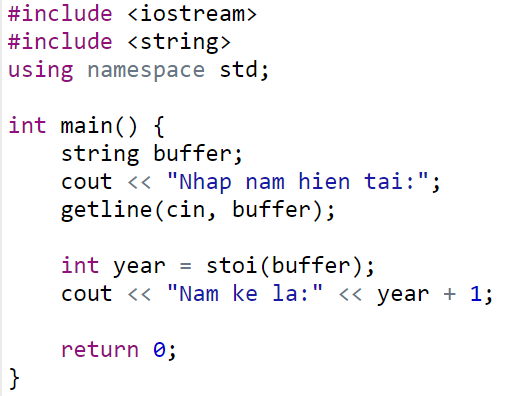 #include <iostream>
#include <string>
using namespace std;

int main() {
    string buffer;
    cout << "Nhap nam hien tai:";
    getline(cin, buffer);

    int year = stoi(buffer);
    cout << "Nam ke la:" << year + 1;

    return 0;
}